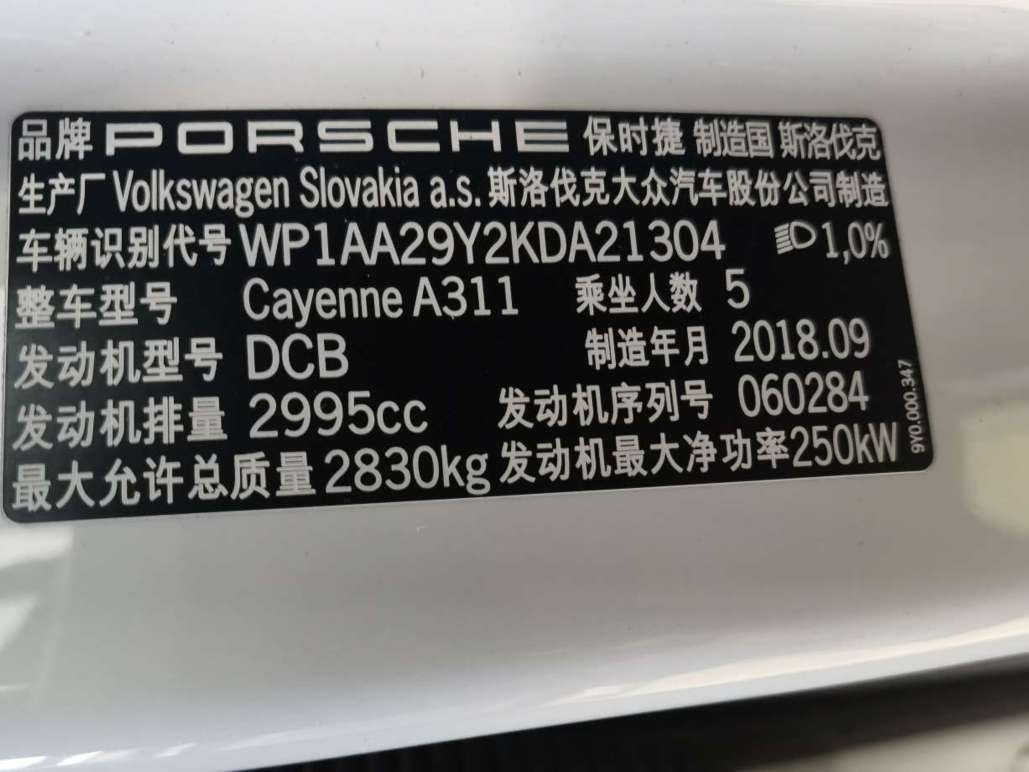 品牌 PORSCHE 保时捷 制造国 斯洛伐克
生产厂 Volkswagen Slovakia a.s. 斯洛伐克大众汽车股份公司制造
车辆识别代号 WP1AA29Y2KDA21304 1,0%
整车型号 Cayenne A311 乘坐人数 5
发动机型号 DCB 制造年月 2018.09
发动机排量 2995cc 发动机序列号 060284
最大允许总质量 2830kg 发动机最大净功率 250kW
9Y0.000.347